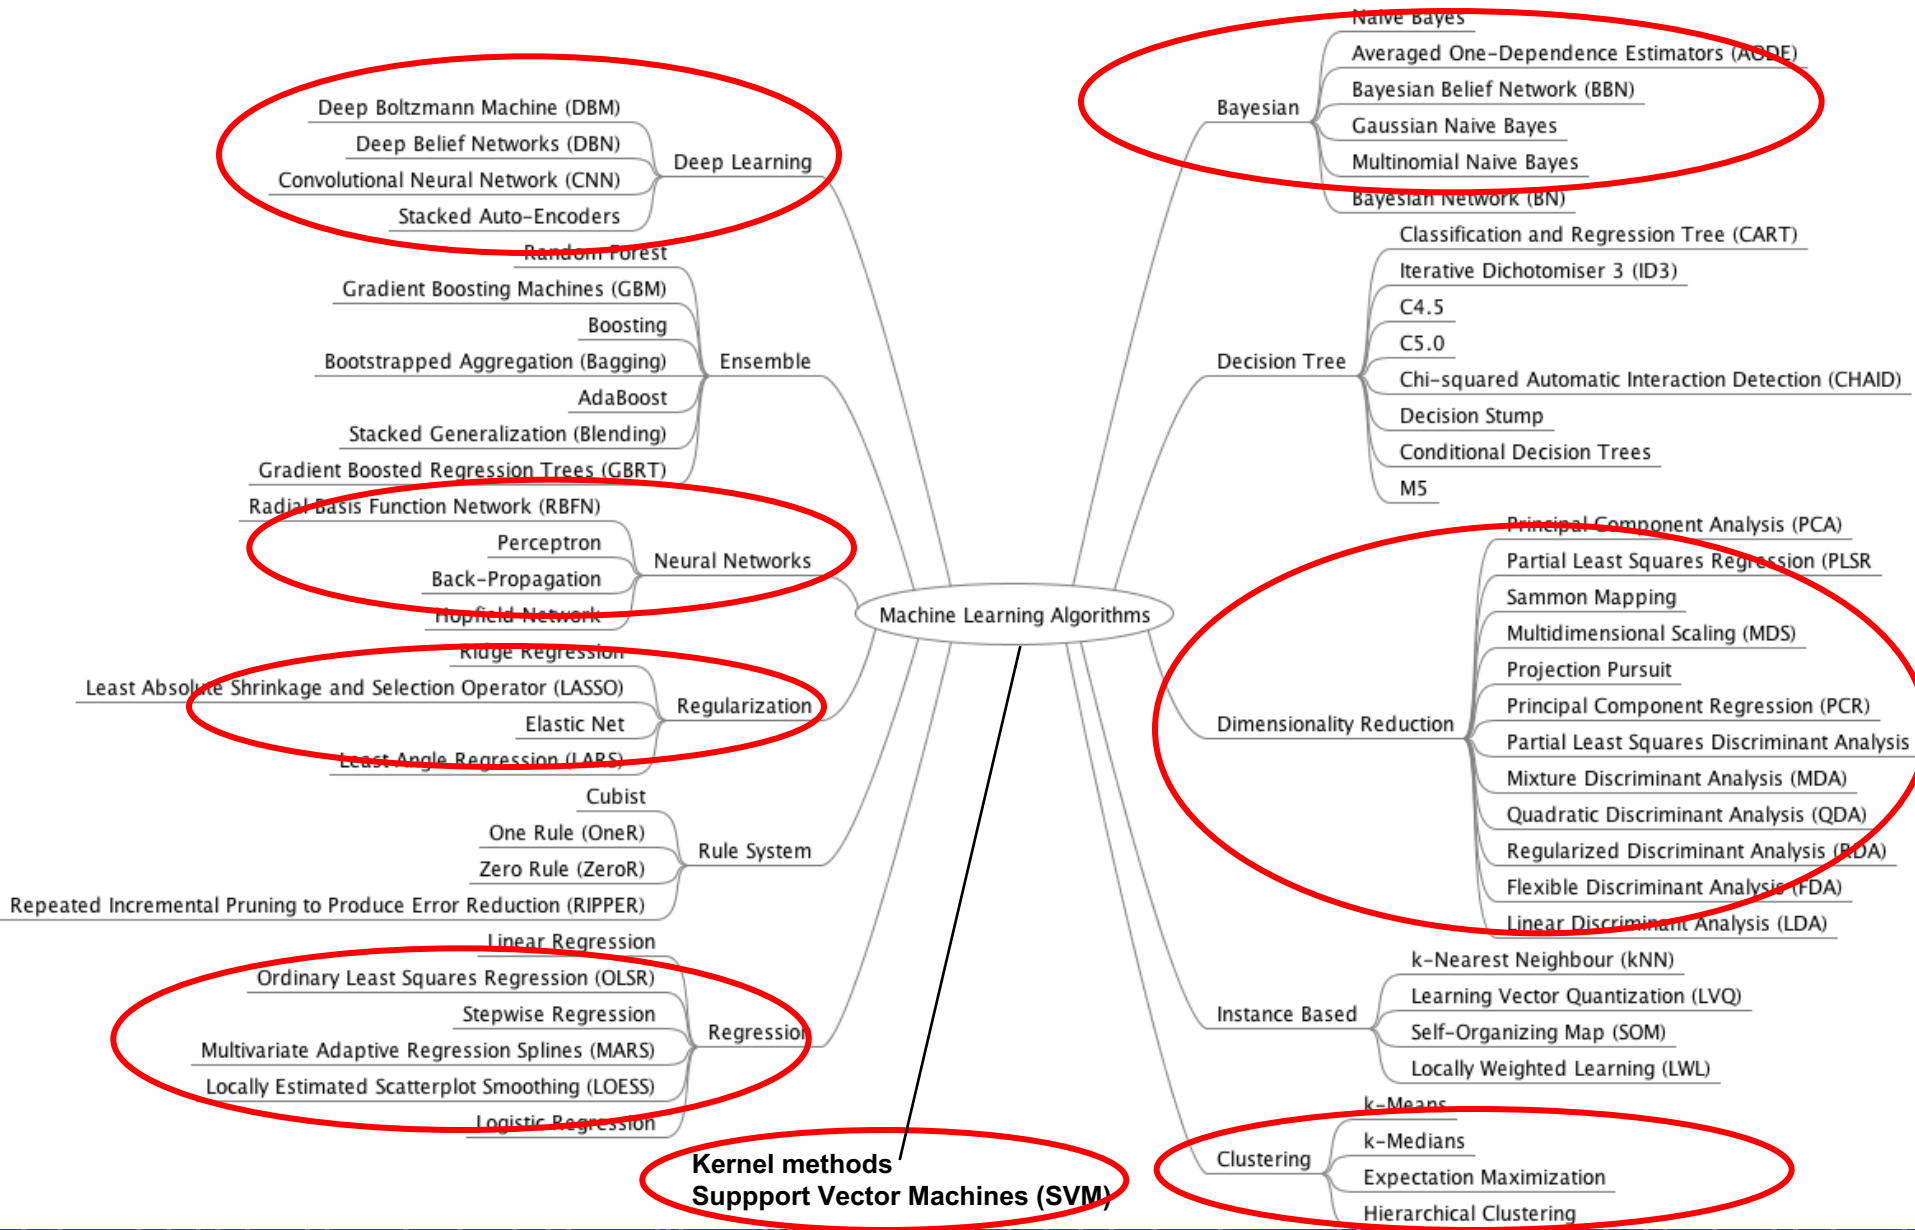 Deep Boltzmann Machine (DBM)
Deep Belief Networks (DBN)
Convolutional Neural Network (CNN)
Stacked Auto-Encoders
Deep Learning
Random Forest
Gradient Boosting Machines (GBM)
Boosting
Bootstrapped Aggregation (Bagging)
AdaBoost
Stacked Generalization (Blending)
Gradient Boosted Regression Trees (GBRT)
Ensemble
Radial Basis Function Network (RBFN)
Perceptron
Back-Propagation
Hopfield Network
Neural Networks
Ridge Regression
Least Absolute Shrinkage and Selection Operator (LASSO)
Elastic Net
Least Angle Regression (LARS)
Regularization
Cubist
One Rule (OneR)
Zero Rule (ZeroR)
Repeated Incremental Pruning to Produce Error Reduction (RIPPER)
Rule System
Linear Regression
Ordinary Least Squares Regression (OLSR)
Stepwise Regression
Multivariate Adaptive Regression Splines (MARS)
Locally Estimated Scatterplot Smoothing (LOESS)
Logistic Regression
Regression
Machine Learning Algorithms
Kernel methods
Suppport Vector Machines (SVM)
Bayesian
Naive Bayes
Averaged One-Dependence Estimators (AODE)
Bayesian Belief Network (BBN)
Gaussian Naive Bayes
Multinomial Naive Bayes
Bayesian Network (BN)
Decision Tree
Classification and Regression Tree (CART)
Iterative Dichotomiser 3 (ID3)
C4.5
C5.0
Chi-squared Automatic Interaction Detection (CHAID)
Decision Stump
Conditional Decision Trees
M5
Dimensionality Reduction
Principal Component Analysis (PCA)
Partial Least Squares Regression (PLSR
Sammon Mapping
Multidimensional Scaling (MDS)
Projection Pursuit
Principal Component Regression (PCR)
Partial Least Squares Discriminant Analysis
Mixture Discriminant Analysis (MDA)
Quadratic Discriminant Analysis (QDA)
Regularized Discriminant Analysis (RDA)
Flexible Discriminant Analysis (FDA)
Linear Discriminant Analysis (LDA)
Instance Based
k-Nearest Neighbour (kNN)
Learning Vector Quantization (LVQ)
Self-Organizing Map (SOM)
Locally Weighted Learning (LWL)
Clustering
k-Means
k-Medians
Expectation Maximization
Hierarchical Clustering